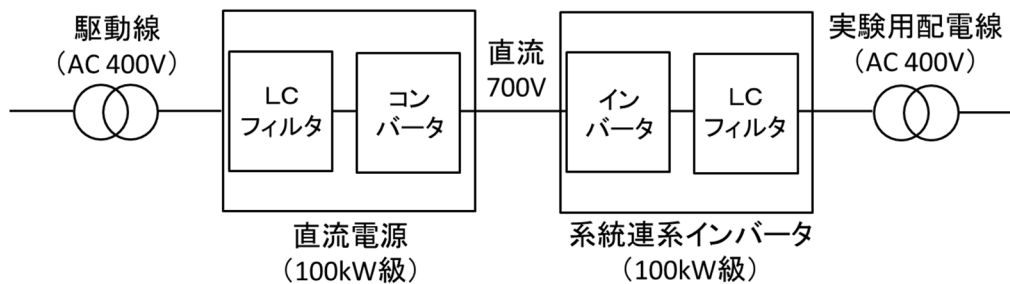 駆動線
（AC 400V）
LC
フィルタ
コン
バータ
直流
700V
イン
バータ
LC
フィルタ
実験用配電線
（AC 400V）
直流電源
（100kW級）
系統連系インバータ
（100kW級）